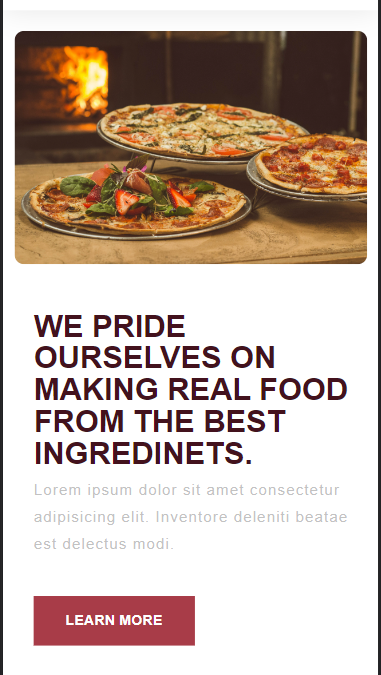 WE PRIDE
OURSELVES ON
MAKING REAL FOOD
FROM THE BEST
INGREDINETS.
Lorem ipsum dolor sit amet consectetur
adipisicing elit. Inventore deleniti beatae
est delectus modi.
LEARN MORE